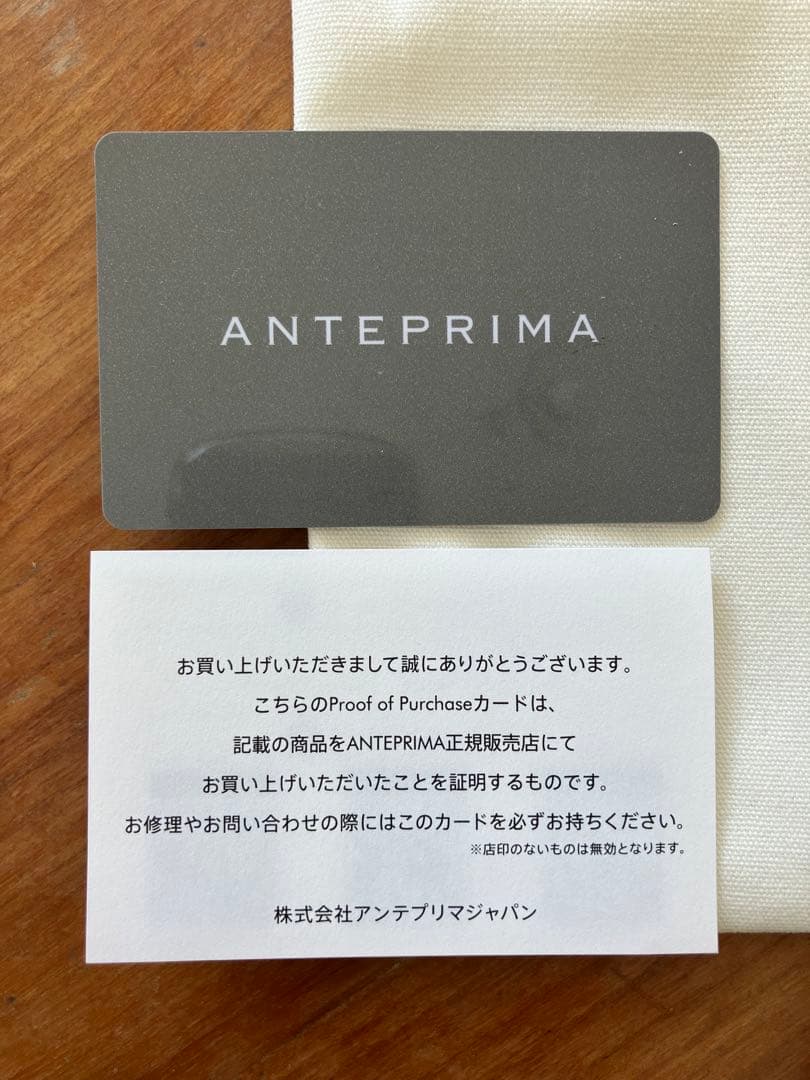 ANTEPRIMA
お買い上げいただきまして誠にありがとうございます。
こちらのProof of Purchaseカードは、
記載の商品をANTEPRIMA正規販売店にて
お買い上げいただいたことを証明するものです。
お修理やお問い合わせの際にはこのカードを必ずお持ちください。
※店印のないものは無効となります。
株式会社アンテプリマジャパン